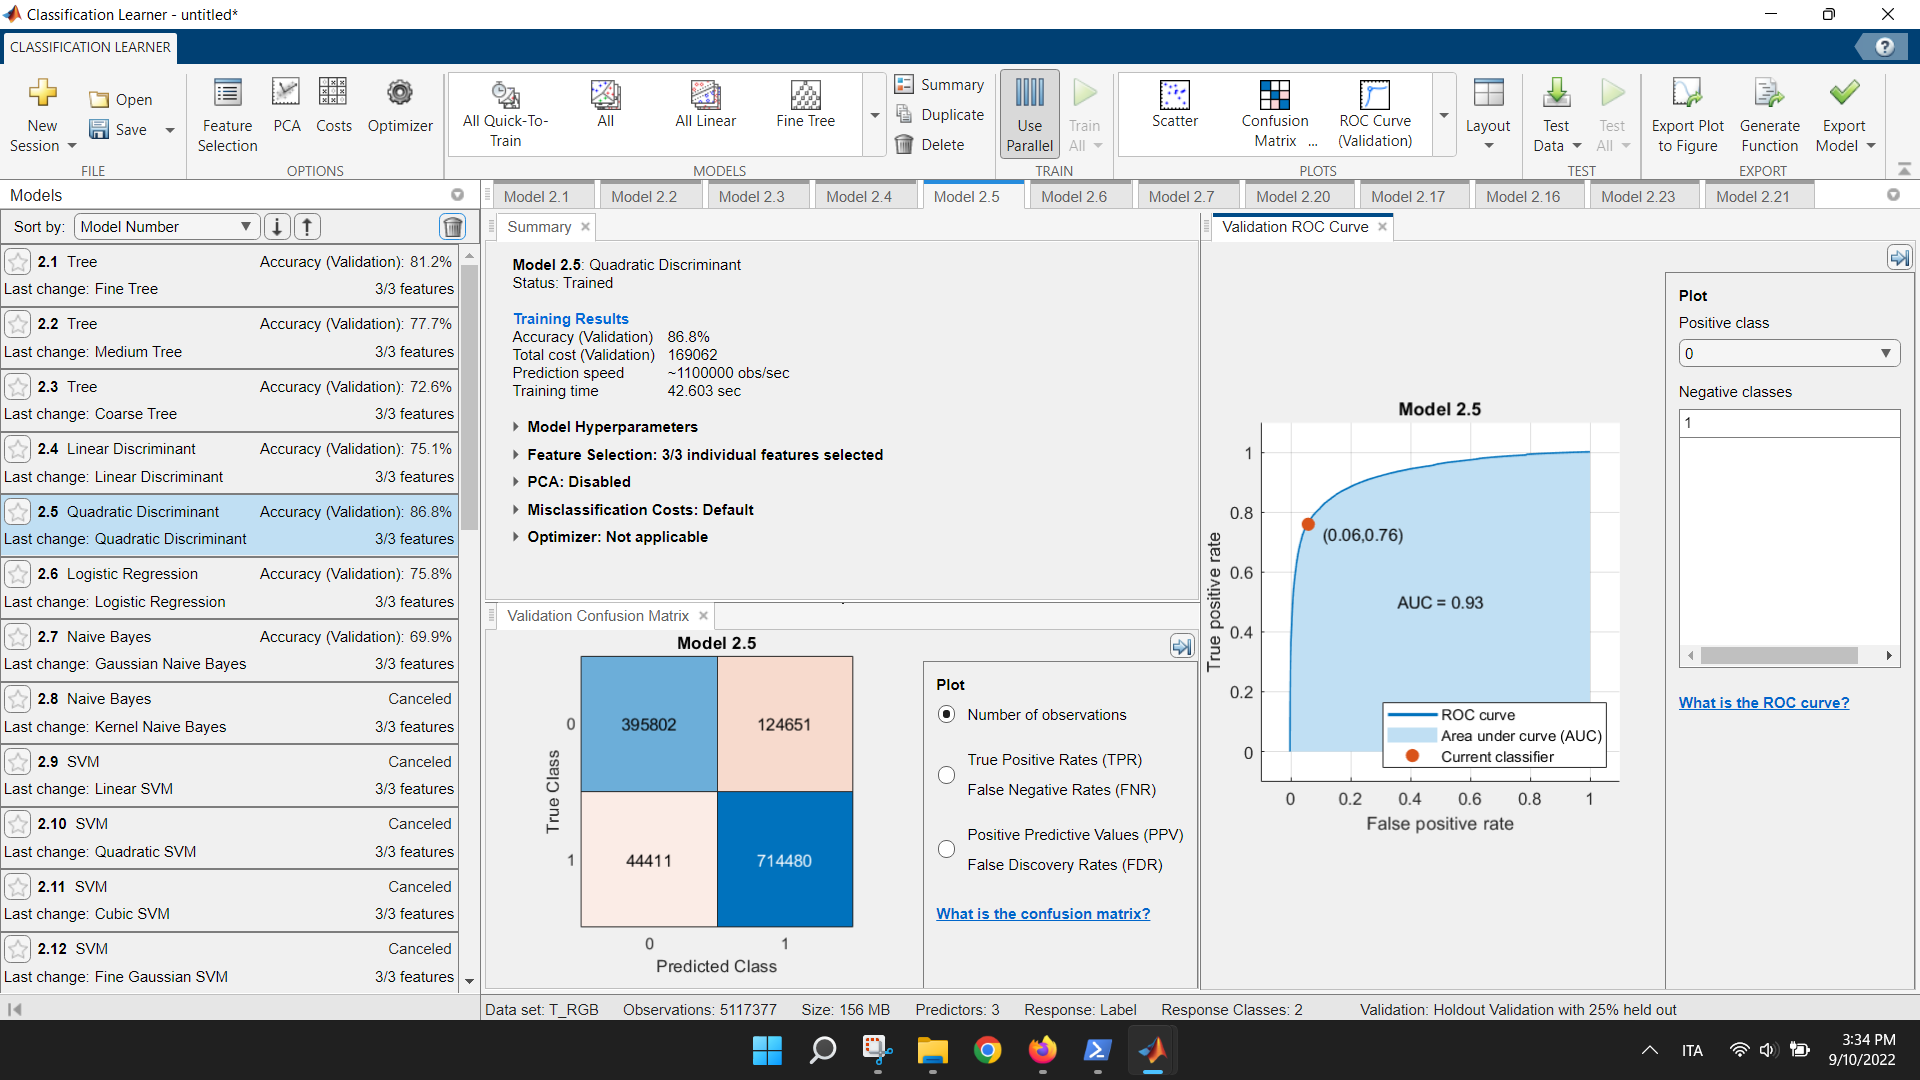 Classification Learner - untitled*
CLASSIFICATION LEARNER
New Session
Open
Save
FILE
Feature Selection
PCA
Costs
Optimizer
OPTIONS
All Quick-To-Train
All
All Linear
Fine Tree
MODELS
Summary
Duplicate
Delete
Use Parallel
Train All
TRAIN
Scatter
Confusion Matrix ...
ROC Curve (Validation)
PLOTS
Layout
Test Data
Test All
TEST
Export Plot to Figure
Generate Function
Export Model
EXPORT
Models
Sort by: Model Number
2.1 Tree Accuracy (Validation): 81.2%
Last change: Fine Tree 3/3 features
2.2 Tree Accuracy (Validation): 77.7%
Last change: Medium Tree 3/3 features
2.3 Tree Accuracy (Validation): 72.6%
Last change: Coarse Tree 3/3 features
2.4 Linear Discriminant Accuracy (Validation): 75.1%
Last change: Linear Discriminant 3/3 features
2.5 Quadratic Discriminant Accuracy (Validation): 86.8%
Last change: Quadratic Discriminant 3/3 features
2.6 Logistic Regression Accuracy (Validation): 75.8%
Last change: Logistic Regression 3/3 features
2.7 Naive Bayes Accuracy (Validation): 69.9%
Last change: Gaussian Naive Bayes 3/3 features
2.8 Naive Bayes Canceled
Last change: Kernel Naive Bayes 3/3 features
2.9 SVM Canceled
Last change: Linear SVM 3/3 features
2.10 SVM Canceled
Last change: Quadratic SVM 3/3 features
2.11 SVM Canceled
Last change: Cubic SVM 3/3 features
2.12 SVM Canceled
Last change: Fine Gaussian SVM 3/3 features
Model 2.1 Model 2.2 Model 2.3 Model 2.4 Model 2.5 Model 2.6 Model 2.7 Model 2.20 Model 2.17 Model 2.16 Model 2.23 Model 2.21
Summary
Model 2.5: Quadratic Discriminant
Status: Trained
Training Results
Accuracy (Validation) 86.8%
Total cost (Validation) 169062
Prediction speed ~1100000 obs/sec
Training time 42.603 sec
Model Hyperparameters
Feature Selection: 3/3 individual features selected
PCA: Disabled
Misclassification Costs: Default
Optimizer: Not applicable
Validation Confusion Matrix
Model 2.5
True Class
0 395802 124651
1 44411 714480
0 1
Predicted Class
Plot
Number of observations
True Positive Rates (TPR)
False Negative Rates (FNR)
Positive Predictive Values (PPV)
False Discovery Rates (FDR)
What is the confusion matrix?
Validation ROC Curve
Model 2.5
True positive rate
1
0.8
0.6
0.4
0.2
0
(0.06,0.76)
AUC = 0.93
ROC curve
Area under curve (AUC)
Current classifier
0 0.2 0.4 0.6 0.8 1
False positive rate
Plot
Positive class
0
Negative classes
1
What is the ROC curve?
Data set: T_RGB Observations: 5117377 Size: 156 MB Predictors: 3 Response: Label Response Classes: 2 Validation: Holdout Validation with 25% held out
ITA
3:34 PM
9/10/2022